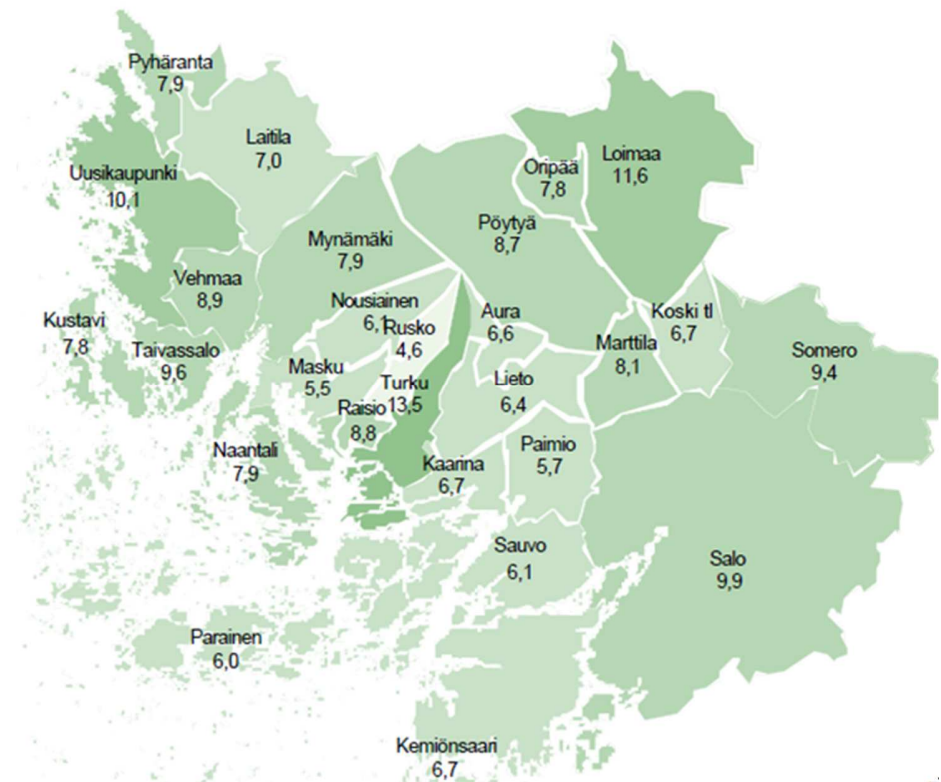 Pyhäranta
7,9
Laitila
7,0
Uusikaupunki
10,1
Loimaa
11,6
Oripää
7,8
Pöytyä
8,7
Mynämäki
7,9
Vehmaa
8,9
Nousiainen
6,1
Rusko
4,6
Aura
6,6
Koski tl
6,7
Kustavi
7,8
Taivassalo
9,6
Marttila
8,1
Somero
9,4
Masku
5,5
Turku
13,5
Lieto
6,4
Raisio
8,8
Naantali
7,9
Kaarina
6,7
Paimio
5,7
Sauvo
6,1
Salo
9,9
Parainen
6,0
Kemiönsaari
6,7